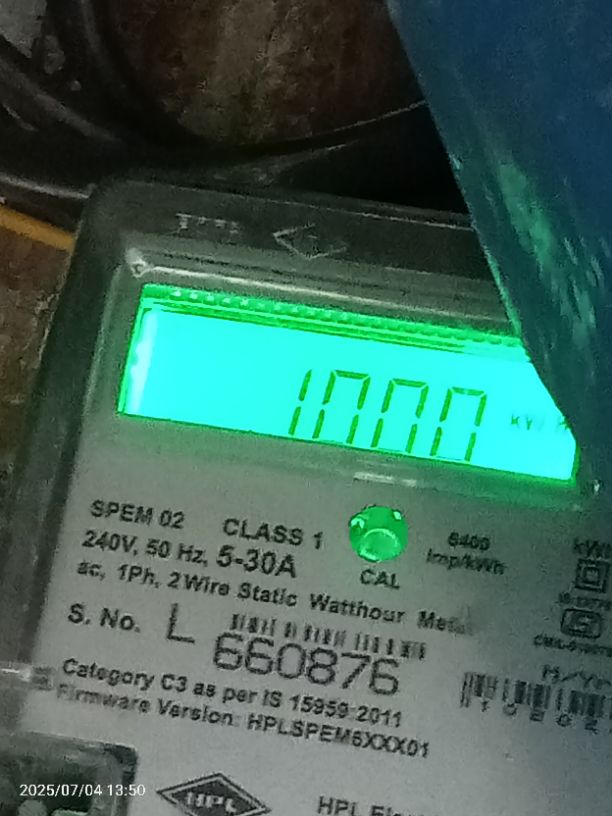 1000 kWh
SPEM 02 CLASS 1
240V, 50 Hz, 5-30A
6400
imp/kWh
CAL
ac, 1Ph, 2 Wire Static Watthour
S. No. L
660876
Category C3 as per IS 15959:2011
Firmware Version: HPLSPEM6XXX01
HPL
HPL
2025/07/04 13:50